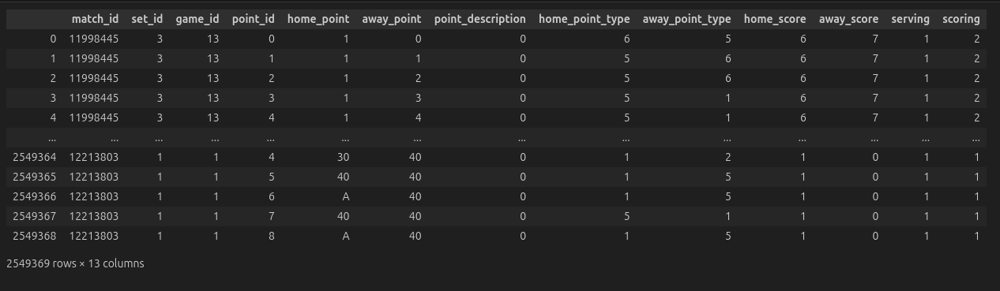 match_id set_id game_id point_id home_point away_point point_description home_point_type away_point_type home_score away_score serving scoring
0 11998445 3 13 0 1 0 0 6 5 6 7 1 2
1 11998445 3 13 1 1 1 0 5 6 6 7 1 2
2 11998445 3 13 2 1 2 0 5 6 6 7 1 2
3 11998445 3 13 3 1 3 0 5 1 6 7 1 2
4 11998445 3 13 4 1 4 0 5 1 6 7 1 2
... ... ... ... ... ... ... ... ... ... ... ... ... ...
2549364 12213803 1 1 4 30 40 0 1 2 1 0 1 1
2549365 12213803 1 1 5 40 40 0 1 5 1 0 1 1
2549366 12213803 1 1 6 A 40 0 1 5 1 0 1 1
2549367 12213803 1 1 7 40 40 0 5 1 1 0 1 1
2549368 12213803 1 1 8 A 40 0 1 5 1 0 1 1
2549369 rows × 13 columns